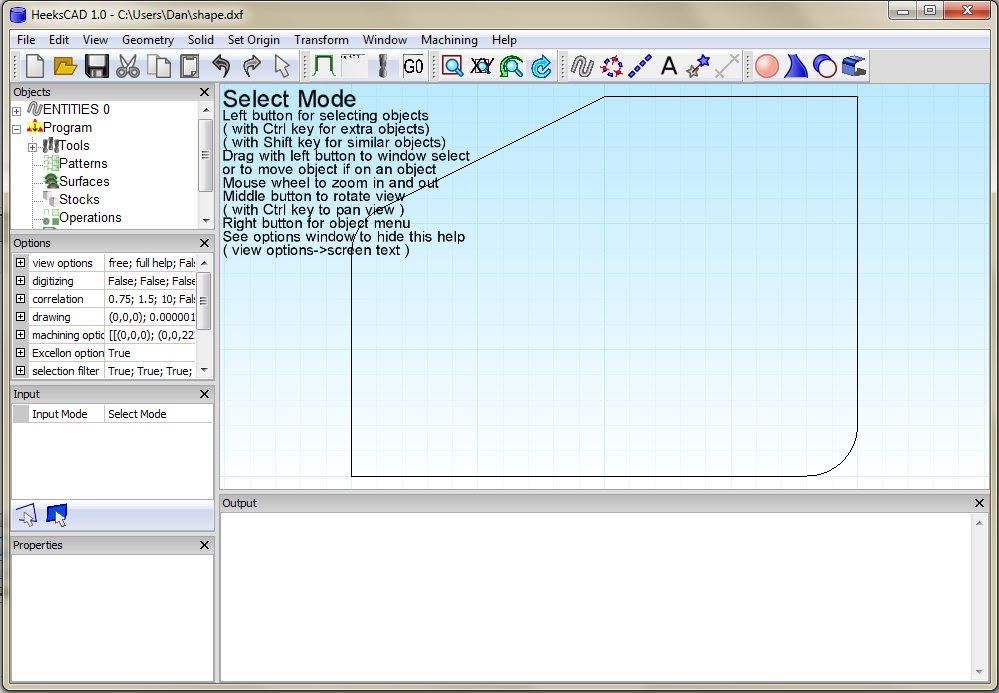 HeeksCAD 1.0 - C:\Users\Dan\shape.dxf
File Edit View Geometry Solid Set Origin Transform Window Machining Help
G0 A
Objects
ENTITIES 0
Program
Tools
Patterns
Surfaces
Stocks
Operations
Options
view options free; full help; Fal
digitizing False; False; False
correlation 0.75; 1.5; 10; Fal
drawing (0,0,0); 0.000001
machining optic [[(0,0,0); (0,0,22
Excellon option True
selection filter True; True; True;
Input
Input Mode Select Mode
Properties
Select Mode
Left button for selecting objects
( with Ctrl key for extra objects)
( with Shift key for similar objects)
Drag with left button to window select
or to move object if on an object
Mouse wheel to zoom in and out
Middle button to rotate view
( with Ctrl key to pan view )
Right button for object menu
See options window to hide this help
( view options->screen text )
Output